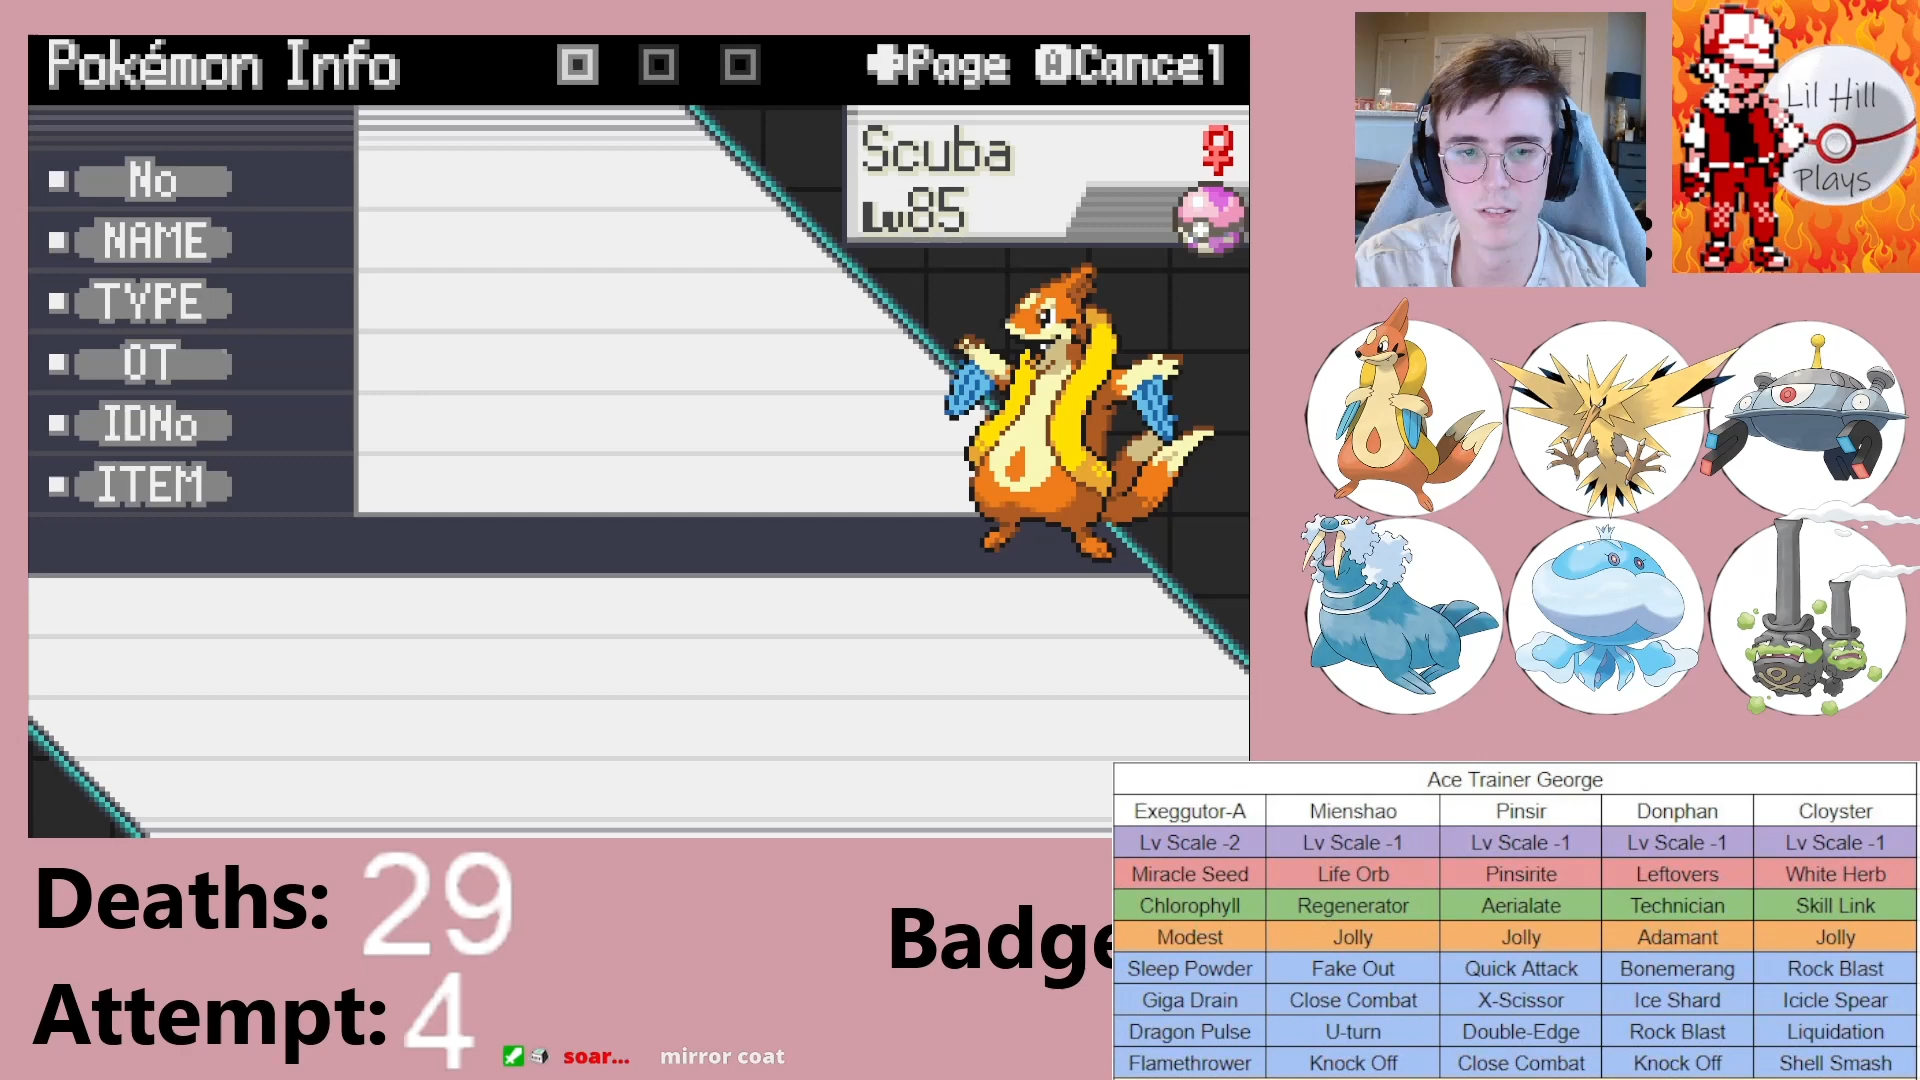 Pokémon Info
Page
A Cancel
No
NAME
TYPE
OT
IDNo
ITEM
Scuba
♀
Lv85
Lil Hill
Plays
Deaths: 29
Attempt: 4
Badge
soar... mirror coat
Ace Trainer George
Exeggutor-A Mienshao Pinsir Donphan Cloyster
Lv Scale -2 Lv Scale -1 Lv Scale -1 Lv Scale -1 Lv Scale -1
Miracle Seed Life Orb Pinsirite Leftovers White Herb
Chlorophyll Regenerator Aerialate Technician Skill Link
Modest Jolly Jolly Adamant Jolly
Sleep Powder Fake Out Quick Attack Bonemerang Rock Blast
Giga Drain Close Combat X-Scissor Ice Shard Icicle Spear
Dragon Pulse U-turn Double-Edge Rock Blast Liquidation
Flamethrower Knock Off Close Combat Knock Off Shell Smash